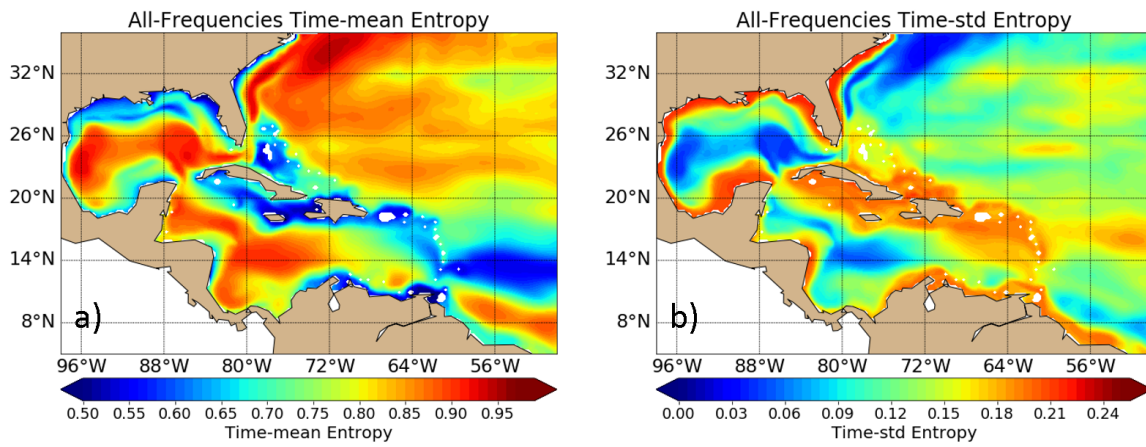 All-Frequencies Time-mean Entropy
32°N
26°N
20°N
14°N
8°N
a)
96°W 88°W 80°W 72°W 64°W 56°W
0.50 0.55 0.60 0.65 0.70 0.75 0.80 0.85 0.90 0.95
Time-mean Entropy
All-Frequencies Time-std Entropy
32°N
26°N
20°N
14°N
8°N
b)
96°W 88°W 80°W 72°W 64°W 56°W
0.00 0.03 0.06 0.09 0.12 0.15 0.18 0.21 0.24
Time-std Entropy